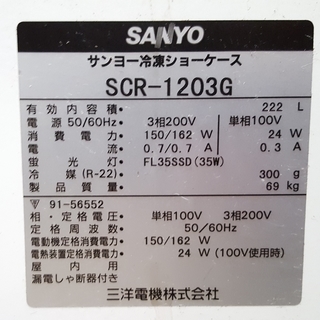 SANYO
サンヨー冷凍ショーケース
SCR-1203G
有効内容積 222 L
電源50/60Hz 3相200V 単相100V
消費電力 150/162 W 24 W
電流 0.7/0.7 A 0.3 A
蛍光灯 FL35SSD (35W)
冷媒(R-22) 300 g
製品質量 69 kg
91-56552
相・定格電圧 単相100V 3相200V
定格周波数 50/60Hz
電動機定格消費電力 150/162 W
電熱装置定格消費電力 24 W (100V使用時)
屋内用
漏電しゃ断器付き
三洋電機株式会社